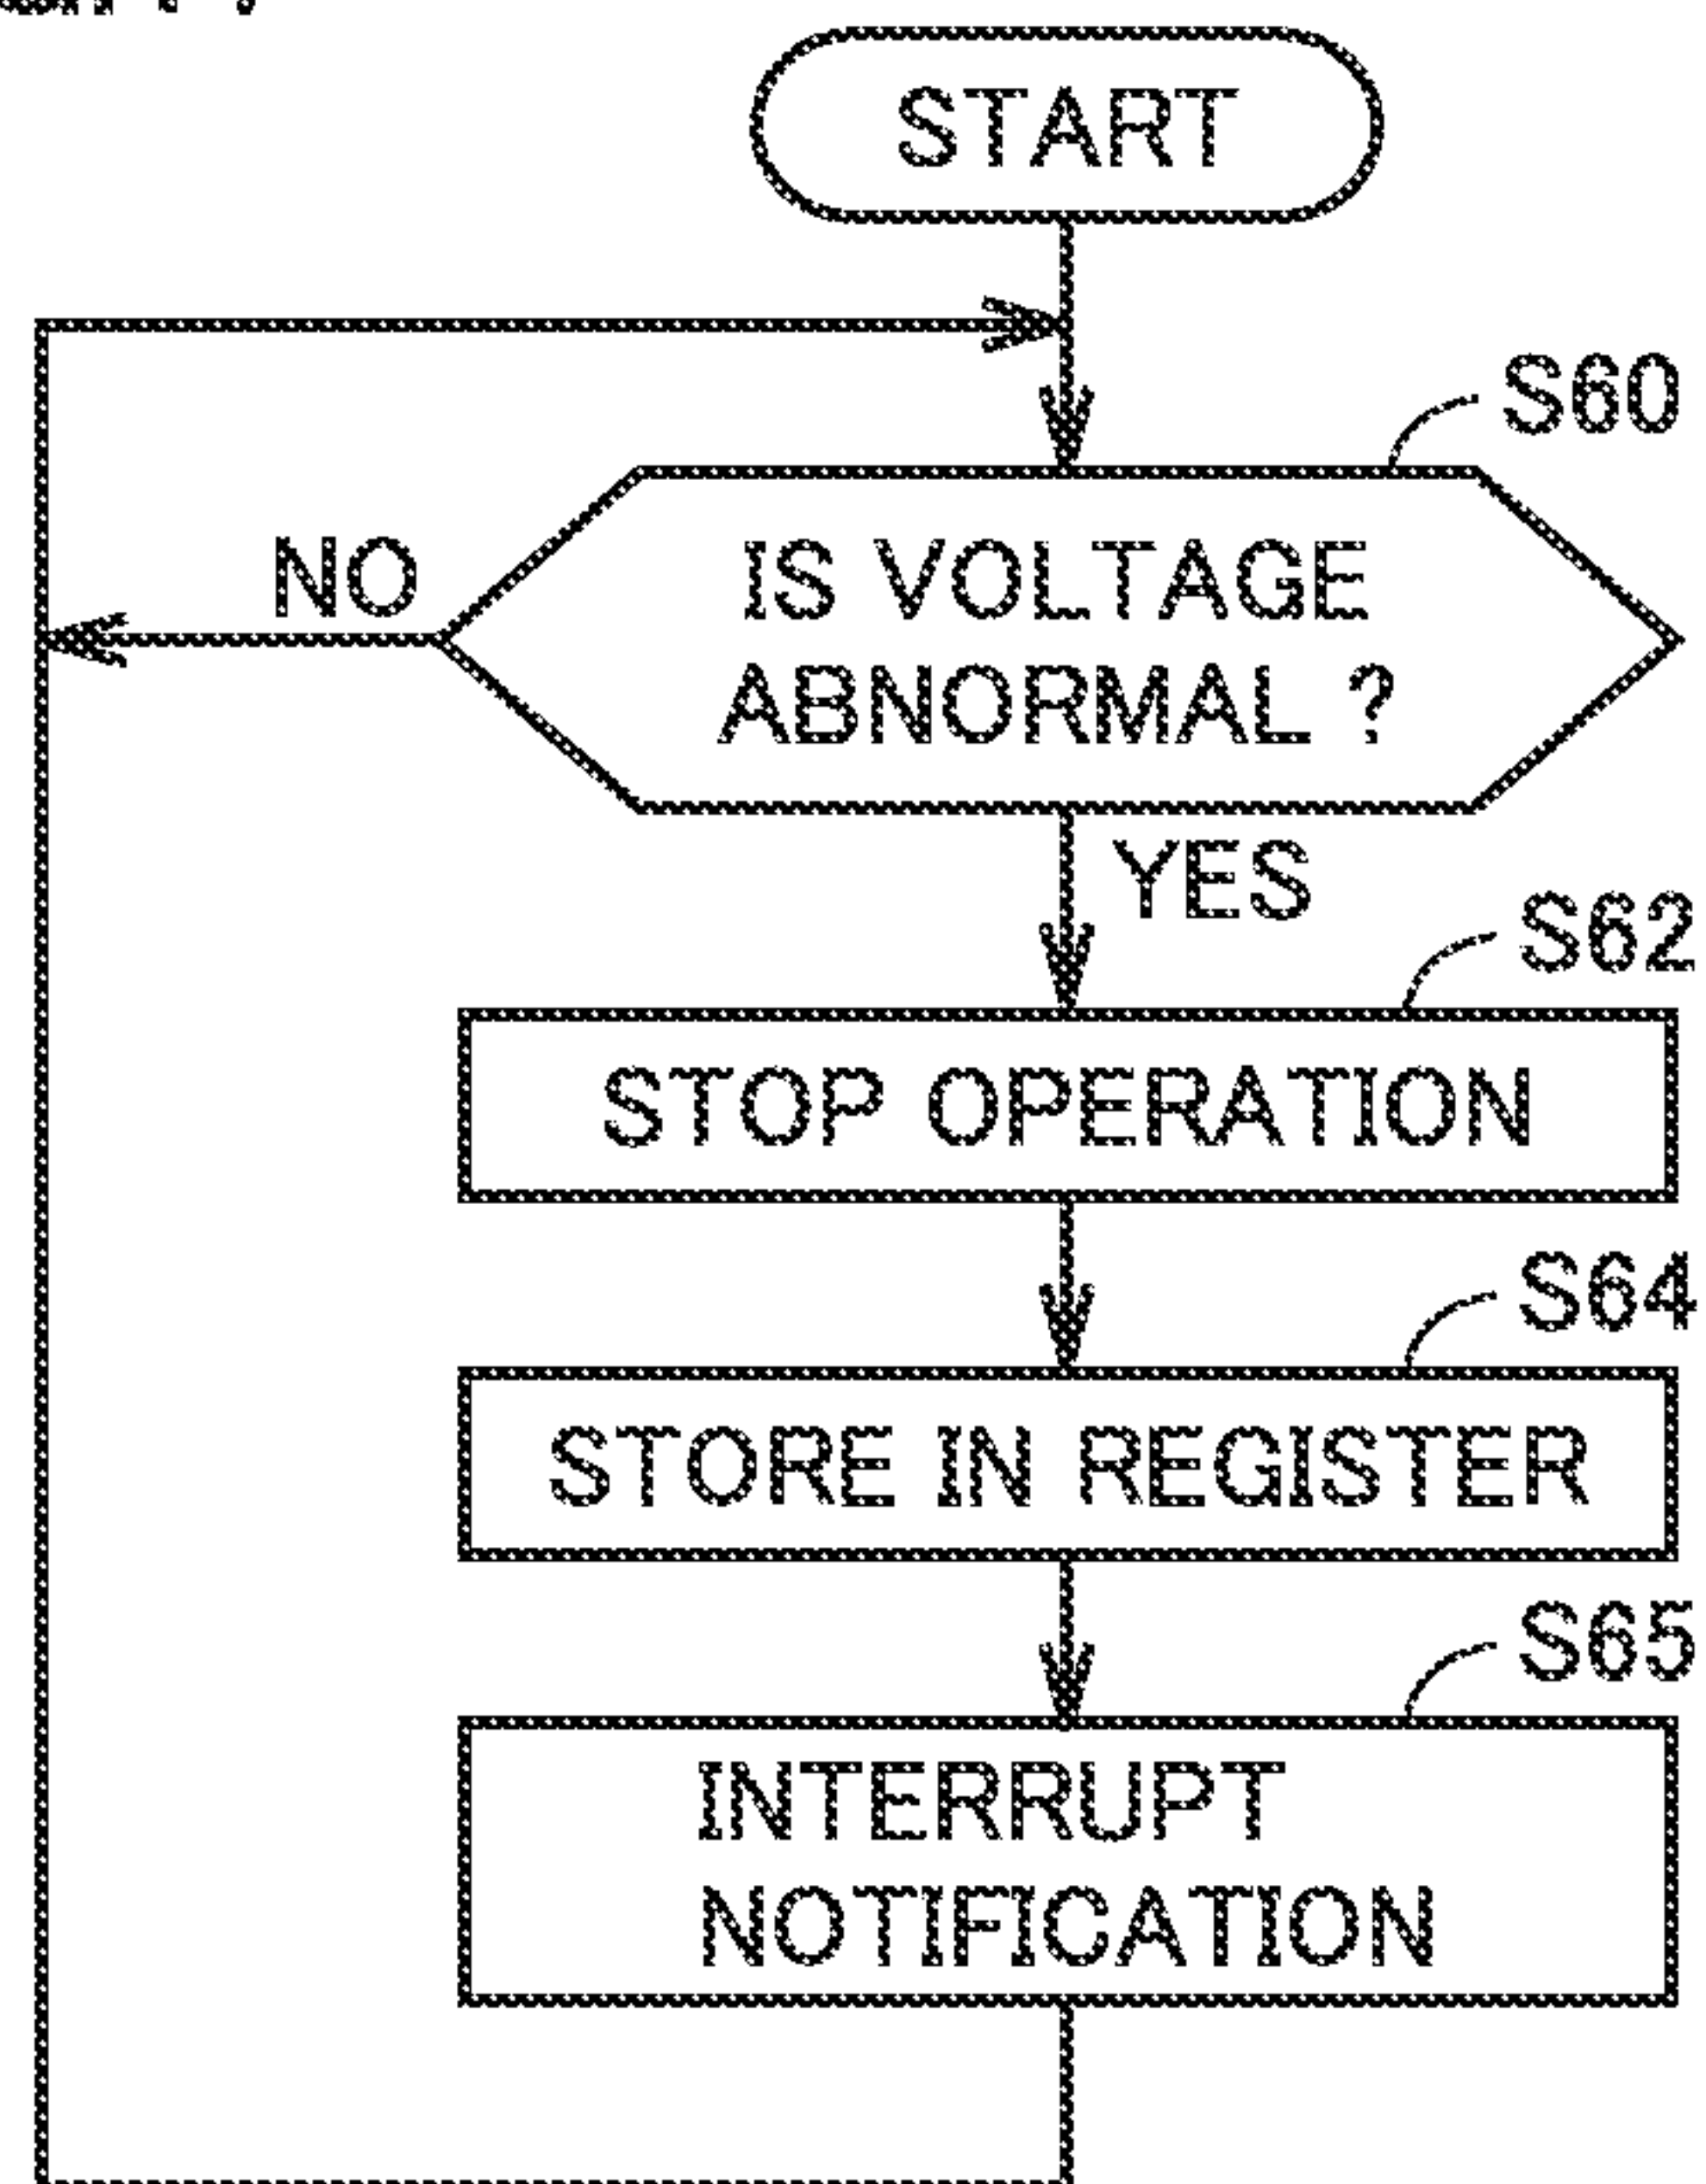 START
S60
NO
IS VOLTAGE
ABNORMAL ?
YES
S62
STOP OPERATION
S64
STORE IN REGISTER
S65
INTERRUPT
NOTIFICATION